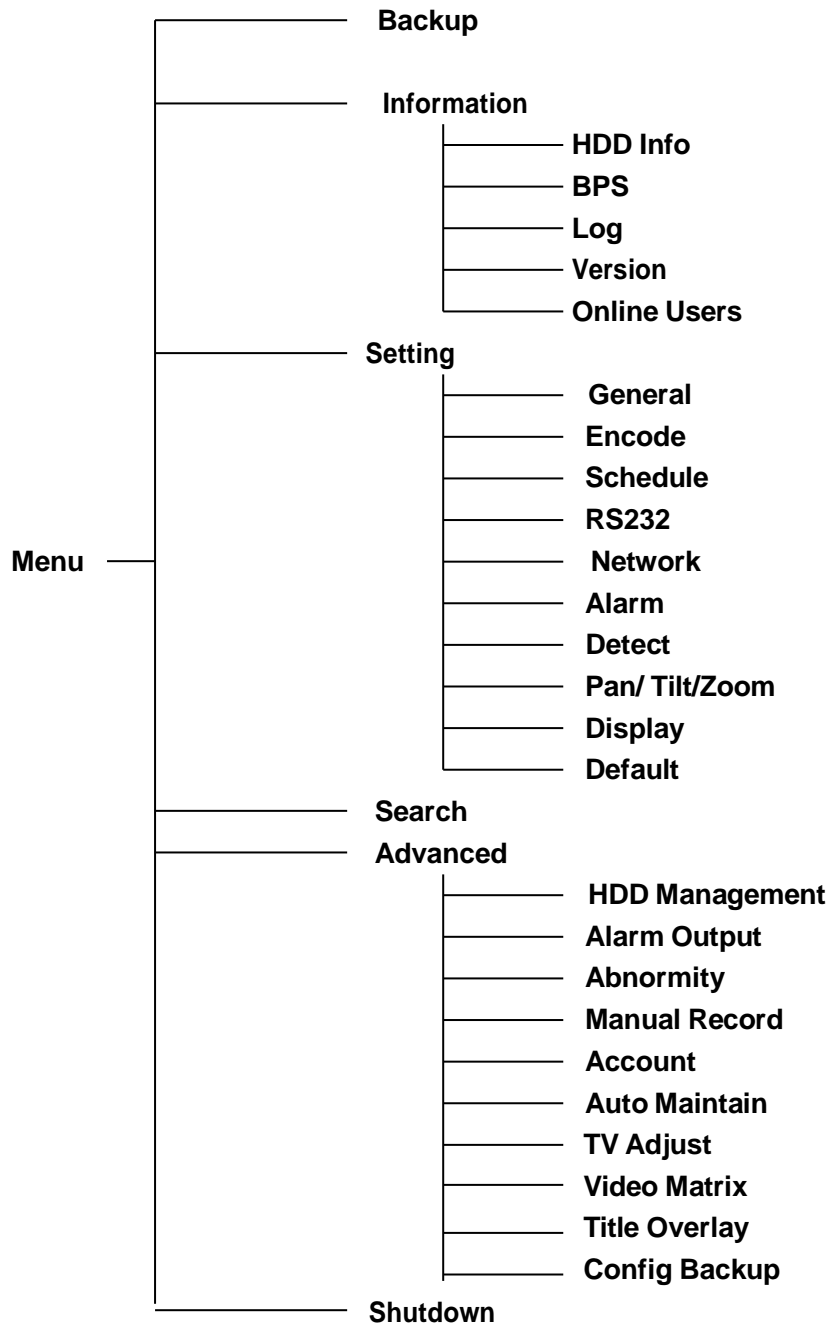 Backup
Information
HDD Info
BPS
Log
Version
Online Users
Setting
General
Encode
Schedule
RS232
Menu
Network
Alarm
Detect
Pan/ Tilt/Zoom
Display
Default
Search
Advanced
HDD Management
Alarm Output
Abnormity
Manual Record
Account
Auto Maintain
TV Adjust
Video Matrix
Title Overlay
Config Backup
Shutdown